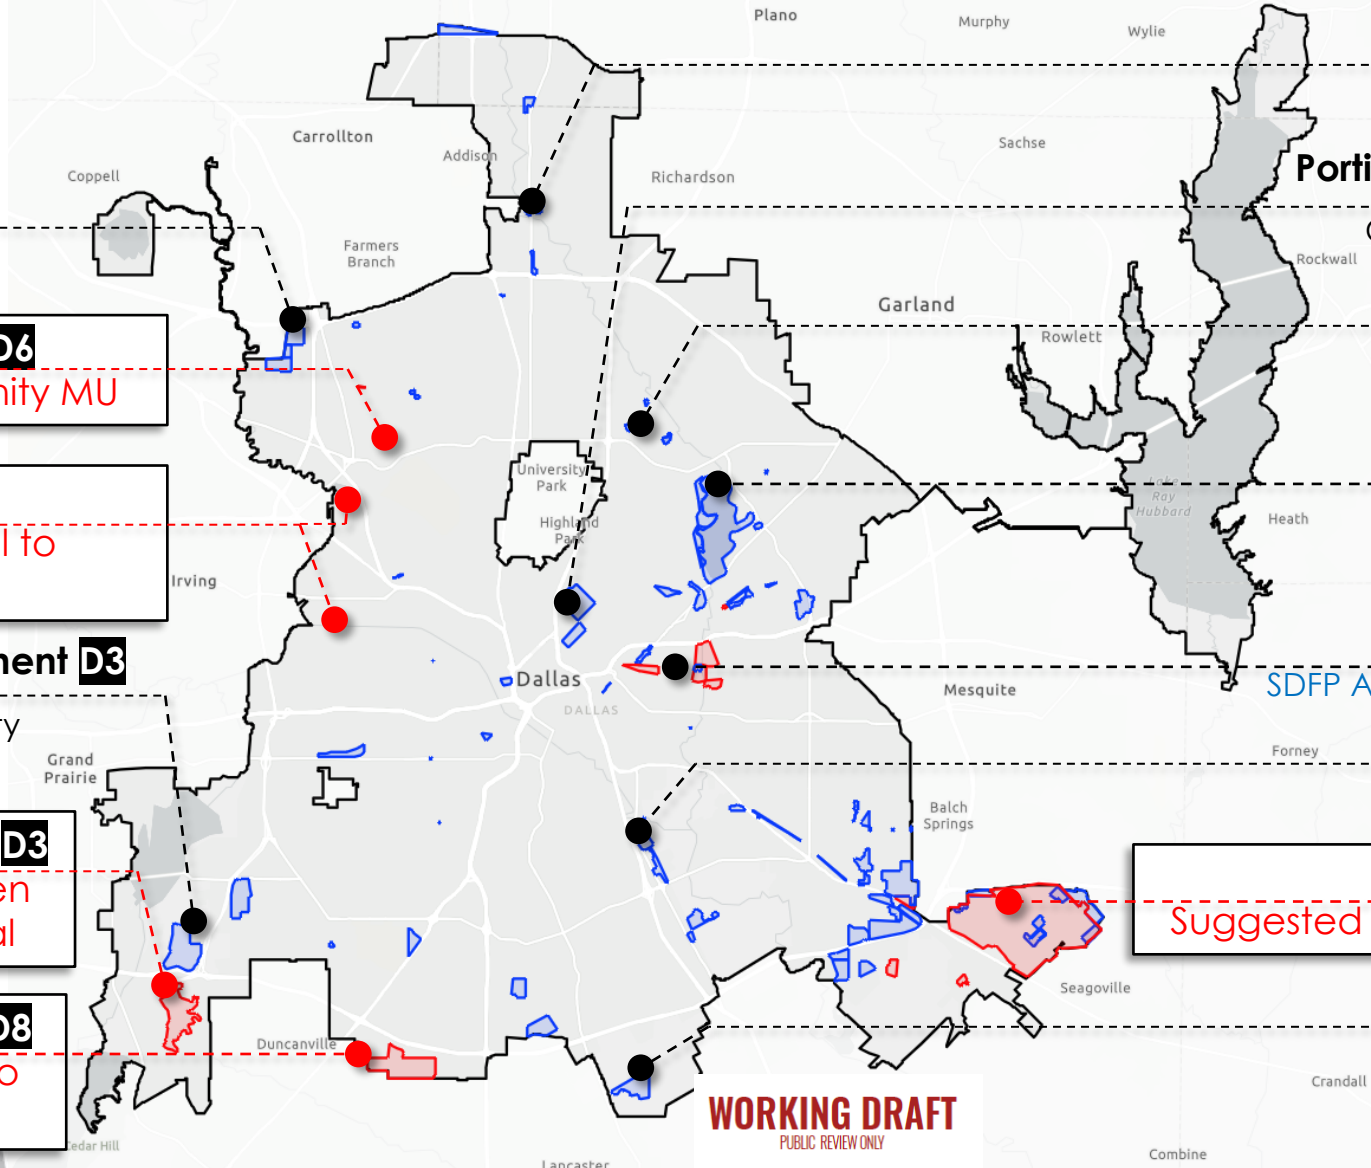 Plano
Murphy
Wylie
Carrollton
Addison
Sachse
Coppell
Richardson
Porti
Farmers
Branch
Rockwall
Garland
D6
Rowlett
nity MU
University
Park
Lake
Ray
Hubbard
Highland
Park
Heath
l to
Irving
ment D3
Dallas
DALLAS
Mesquite
SDFP A
ry
Grand
Prairie
Forney
Balch
Springs
D3
en
al
Suggested
Seagoville
D8
Duncanville
o
Crandall
WORKING DRAFT
PUBLIC REVIEW ONLY
Cedar Hill
Combine
Lancaster